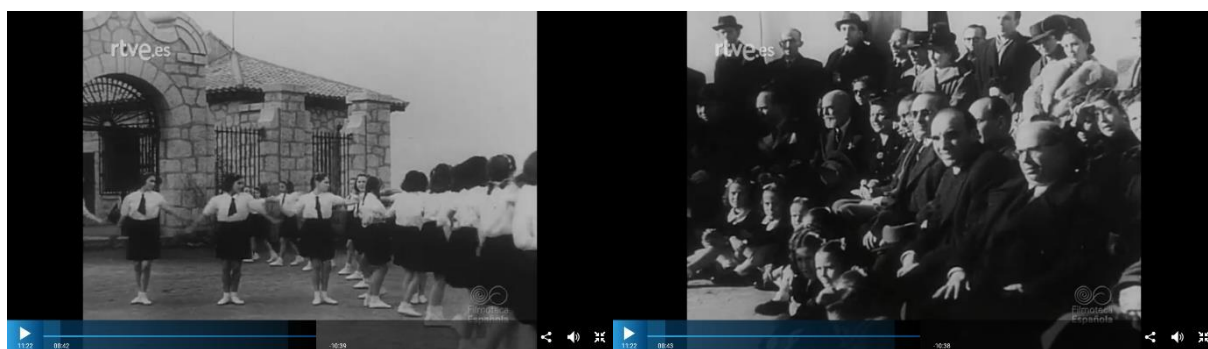 rtve.es
Filmoteca
Española
11:22
08:42
-10:39
rtve.es
Filmoteca
Española
11:22
08:43
-10:38